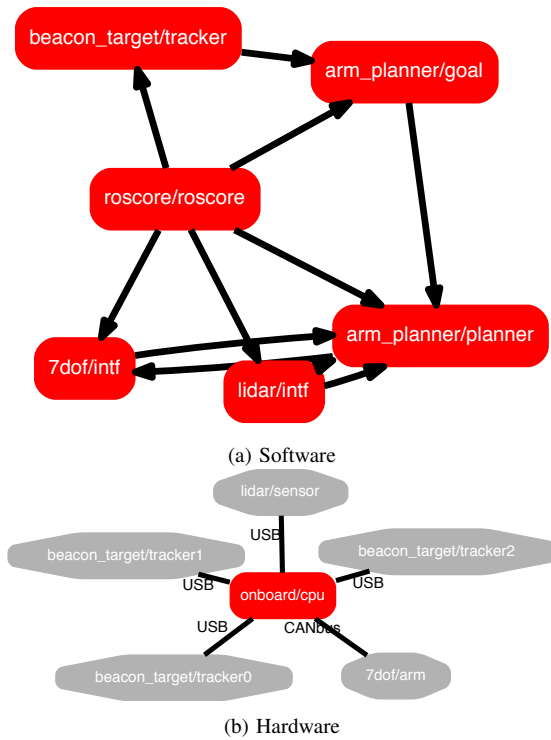 beacon_target/tracker
arm_planner/goal
roscore/roscore
arm_planner/planner
7dof/intf
lidar/intf
(a) Software
lidar/sensor
USB
beacon_target/tracker1
beacon_target/tracker2
USB
USB
onboard/cpu
USB
CANbus
beacon_target/tracker0
7dof/arm
(b) Hardware